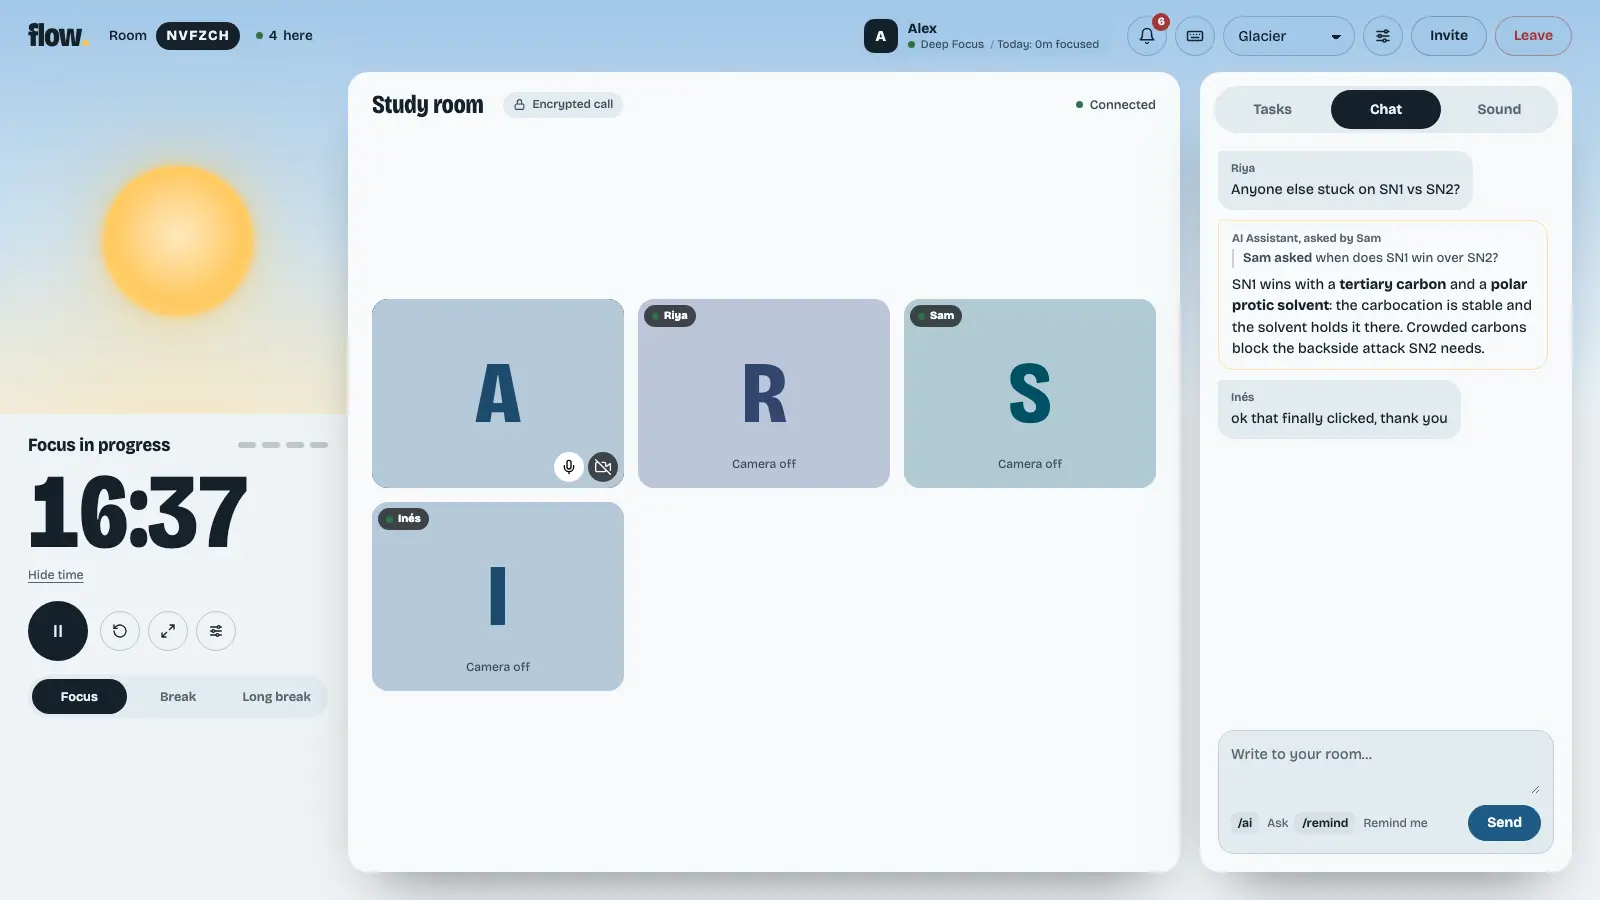 flow.
Room NVFZCH 4 here
A
Alex
Deep Focus / Today: 0m focused
6
Glacier
Invite
Leave
Focus in progress
16:37
Hide time
Focus
Break
Long break
Study room
Encrypted call
Connected
A
Riya
R
Camera off
Sam
S
Camera off
Inés
I
Camera off
Tasks
Chat
Sound
Riya
Anyone else stuck on SN1 vs SN2?
AI Assistant, asked by Sam
Sam asked when does SN1 win over SN2?
SN1 wins with a tertiary carbon and a polar
protic solvent: the carbocation is stable and
the solvent holds it there. Crowded carbons
block the backside attack SN2 needs.
Inés
ok that finally clicked, thank you
Write to your room...
/ai Ask /remind Remind me
Send